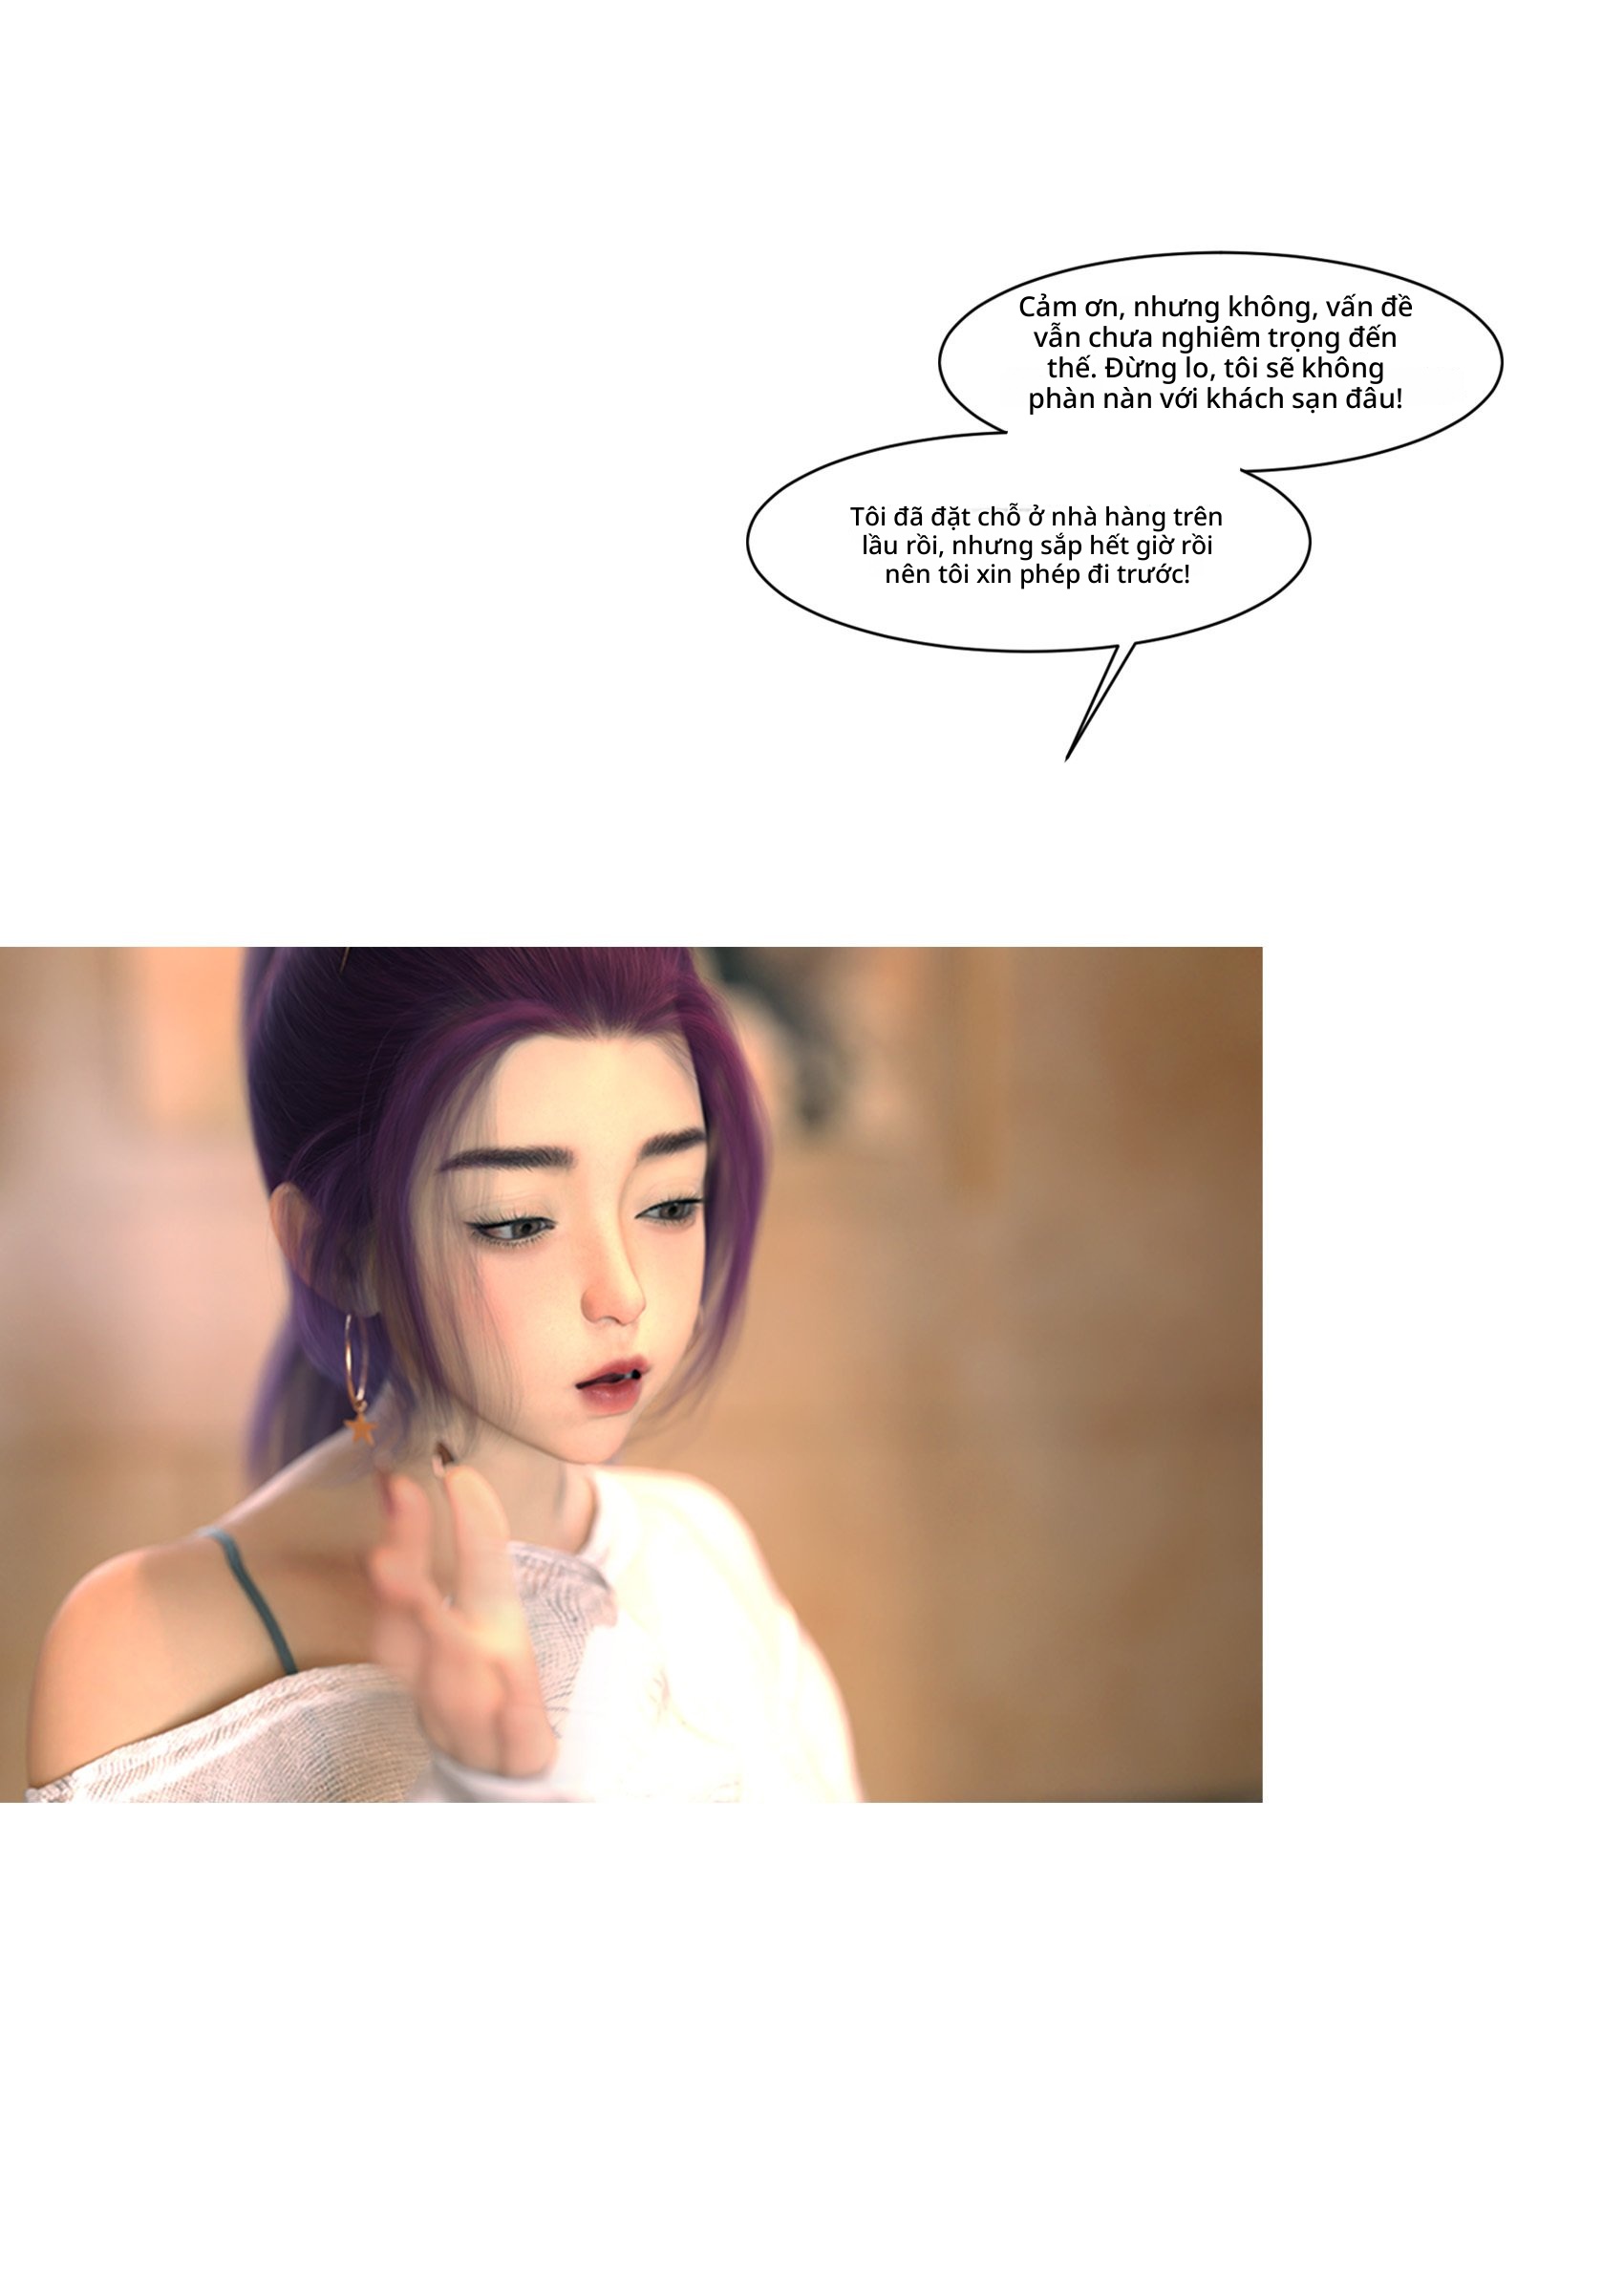 Cảm ơn, nhưng không, vấn đề
vẫn chưa nghiêm trọng đến
thế. Đừng lo, tôi sẽ không
phàn nàn với khách sạn đâu!
Tôi đã đặt chỗ ở nhà hàng trên
lầu rồi, nhưng sắp hết giờ rồi
nên tôi xin phép đi trước!